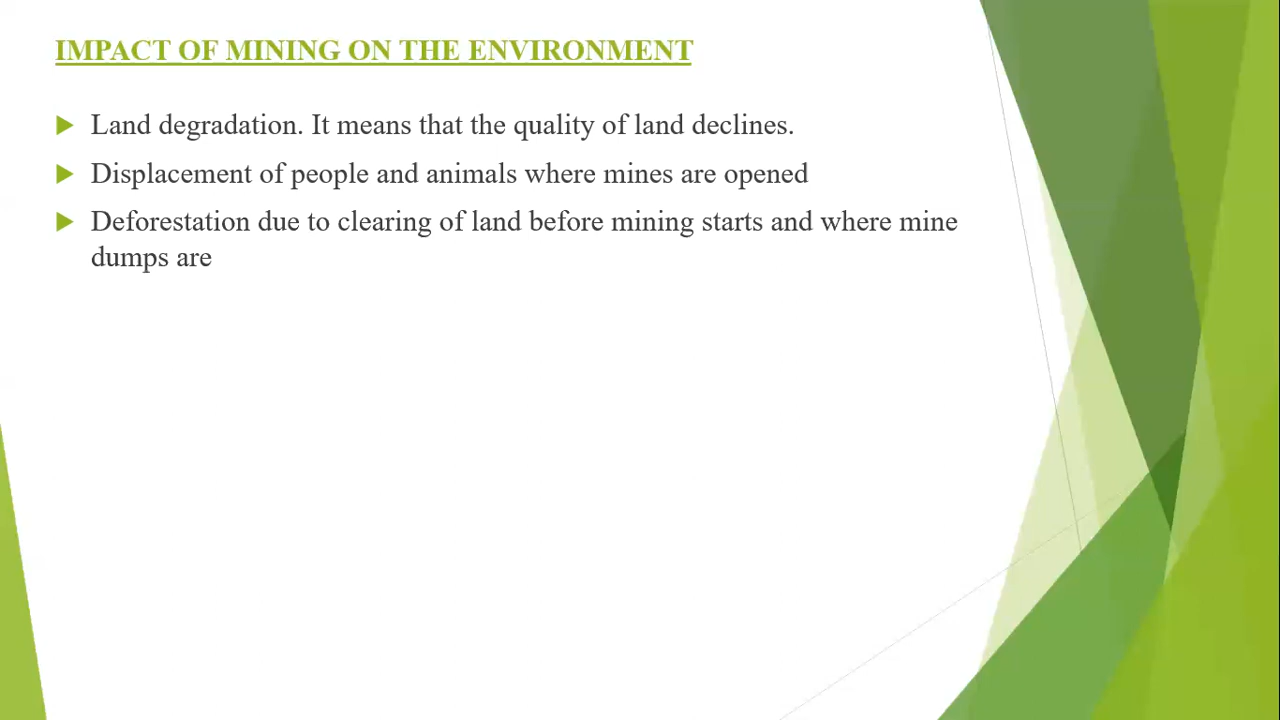 IMPACT OF MINING ON THE ENVIRONMENT
Land degradation. It means that the quality of land declines.
Displacement of people and animals where mines are opened
Deforestation due to clearing of land before mining starts and where mine
dumps are